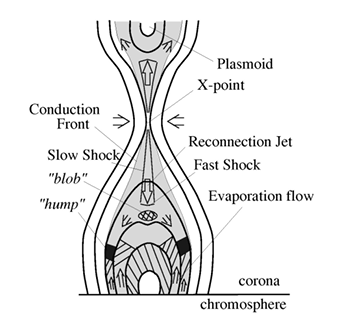 Plasmoid
X-point
Conduction
Front
Reconnection Jet
Slow Shock
Fast Shock
"blob"
Evaporation flow
"hump"
corona
chromosphere